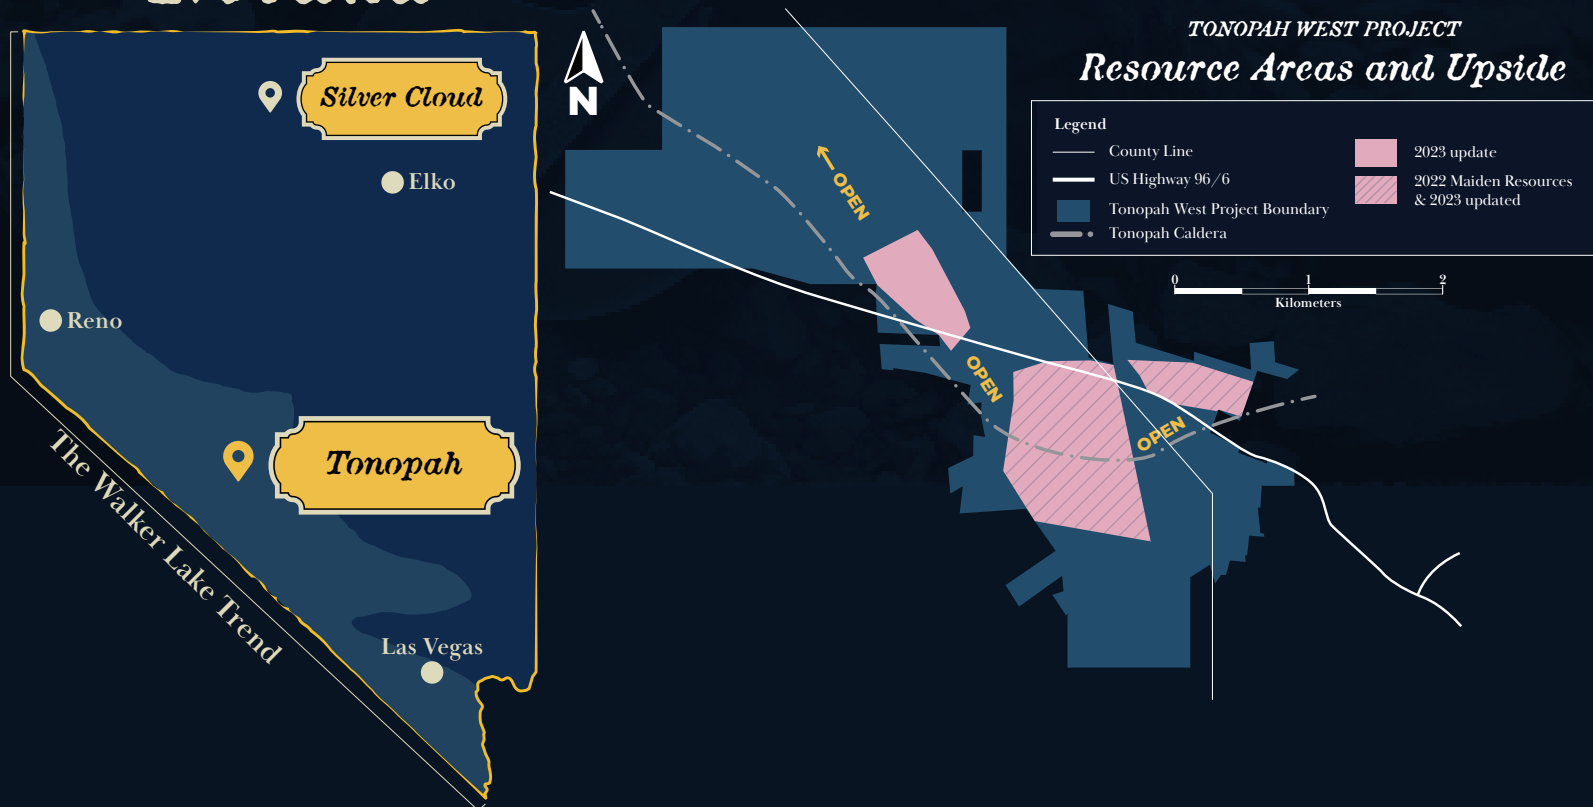 Silver Cloud
Elko
Reno
Tonopah
The Walker Lake Trend
Las Vegas
N
TONOPAH WEST PROJECT
Resource Areas and Upside
Legend
County Line
US Highway 96/6
Tonopah West Project Boundary
Tonopah Caldera
2023 update
2022 Maiden Resources
& 2023 updated
0 1 2
Kilometers
OPEN
OPEN
OPEN